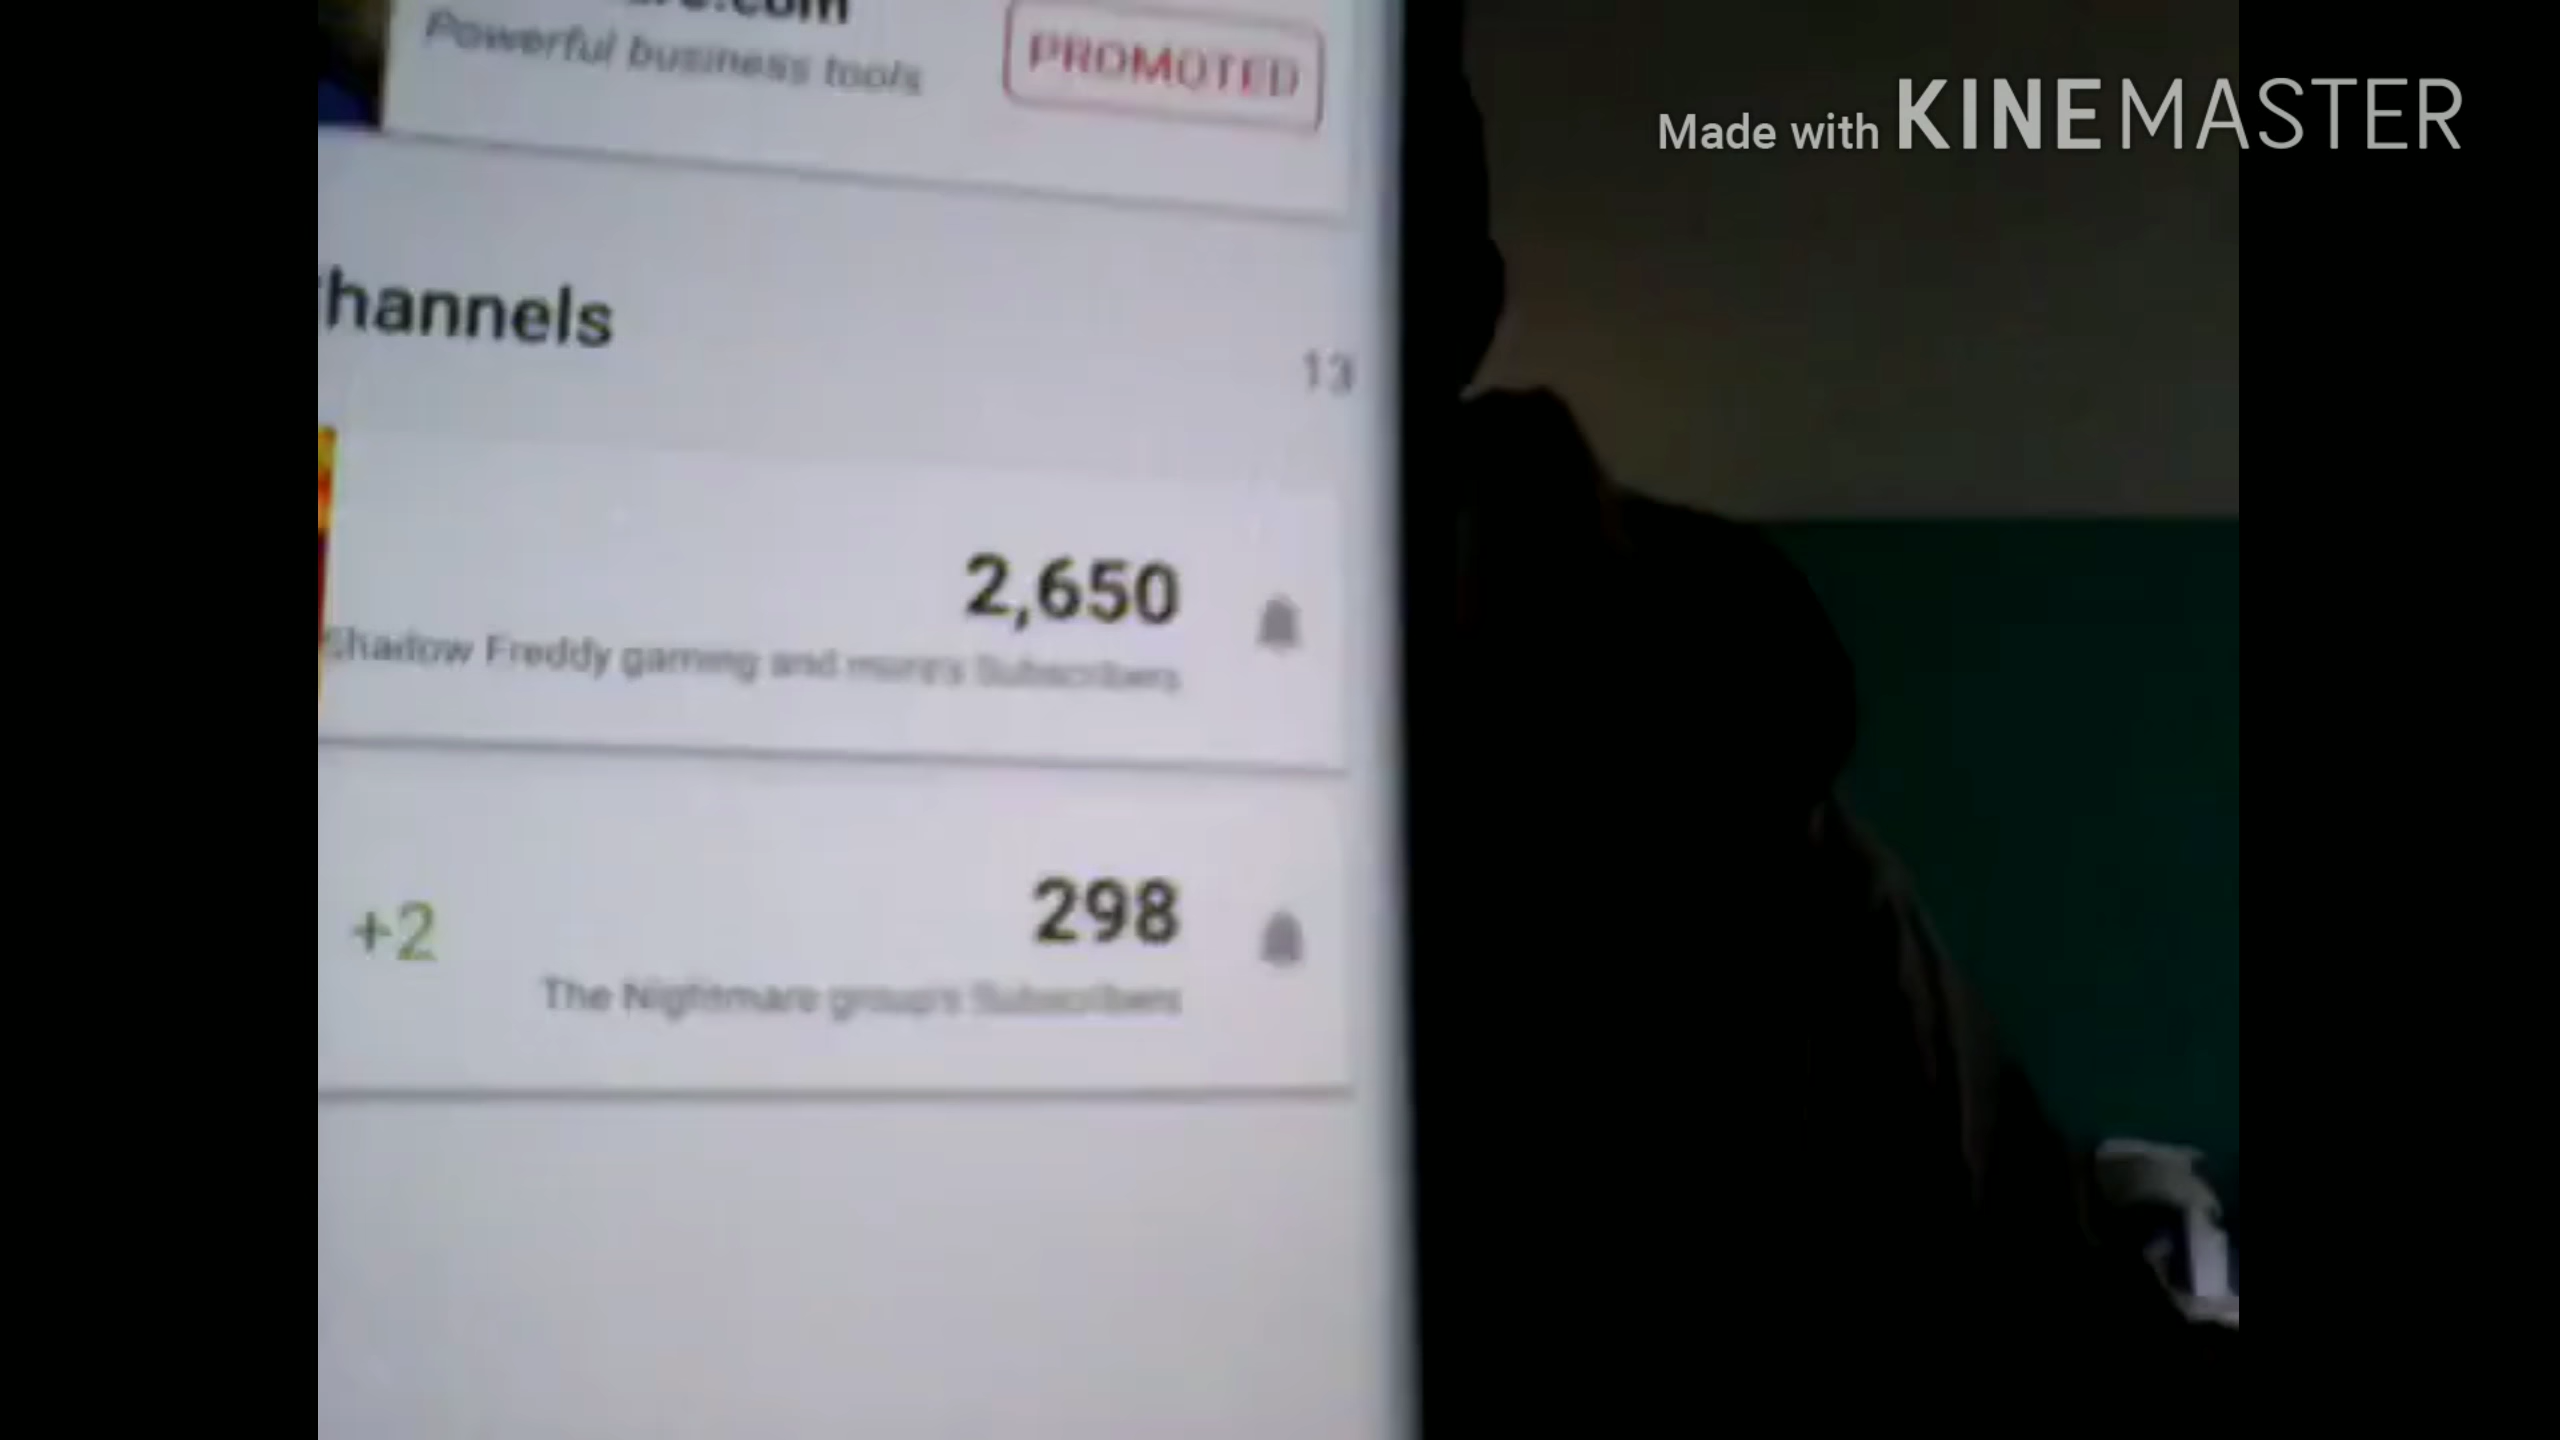 Powerful business tools
PROMOTED
Made with KINEMASTER
hannels
13
2,650
Shadow Freddy gaming and more's Subscribers
+2
298
The Nightmare group's Subscribers